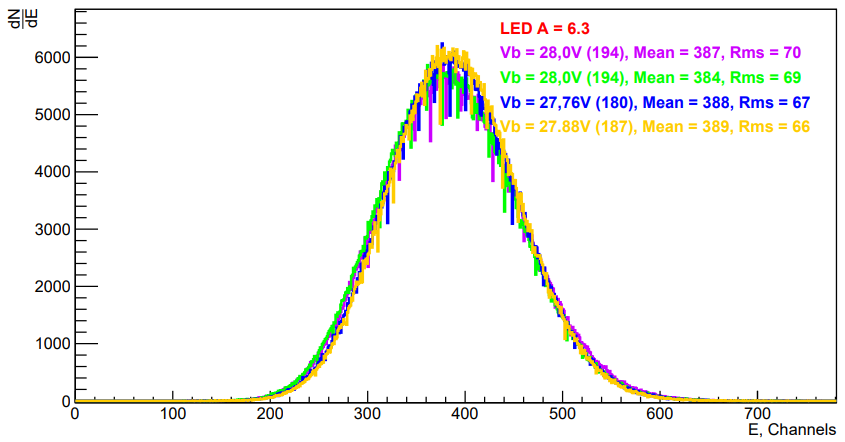 dN
dE
LED A = 6.3
Vb = 28,0V (194), Mean = 387, Rms = 70
Vb = 28,0V (194), Mean = 384, Rms = 69
Vb = 27,76V (180), Mean = 388, Rms = 67
Vb = 27.88V (187), Mean = 389, Rms = 66
6000
5000
4000
3000
2000
1000
0
0 100 200 300 400 500 600 700
E, Channels